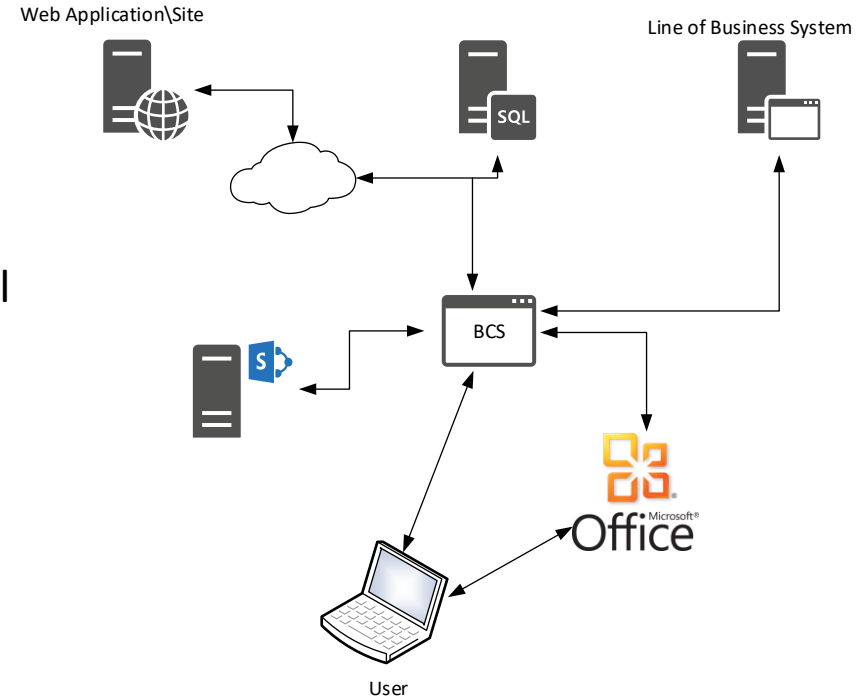 Web Application\Site
Line of Business System
SQL
l
BCS
S
Microsoft®
Office
User